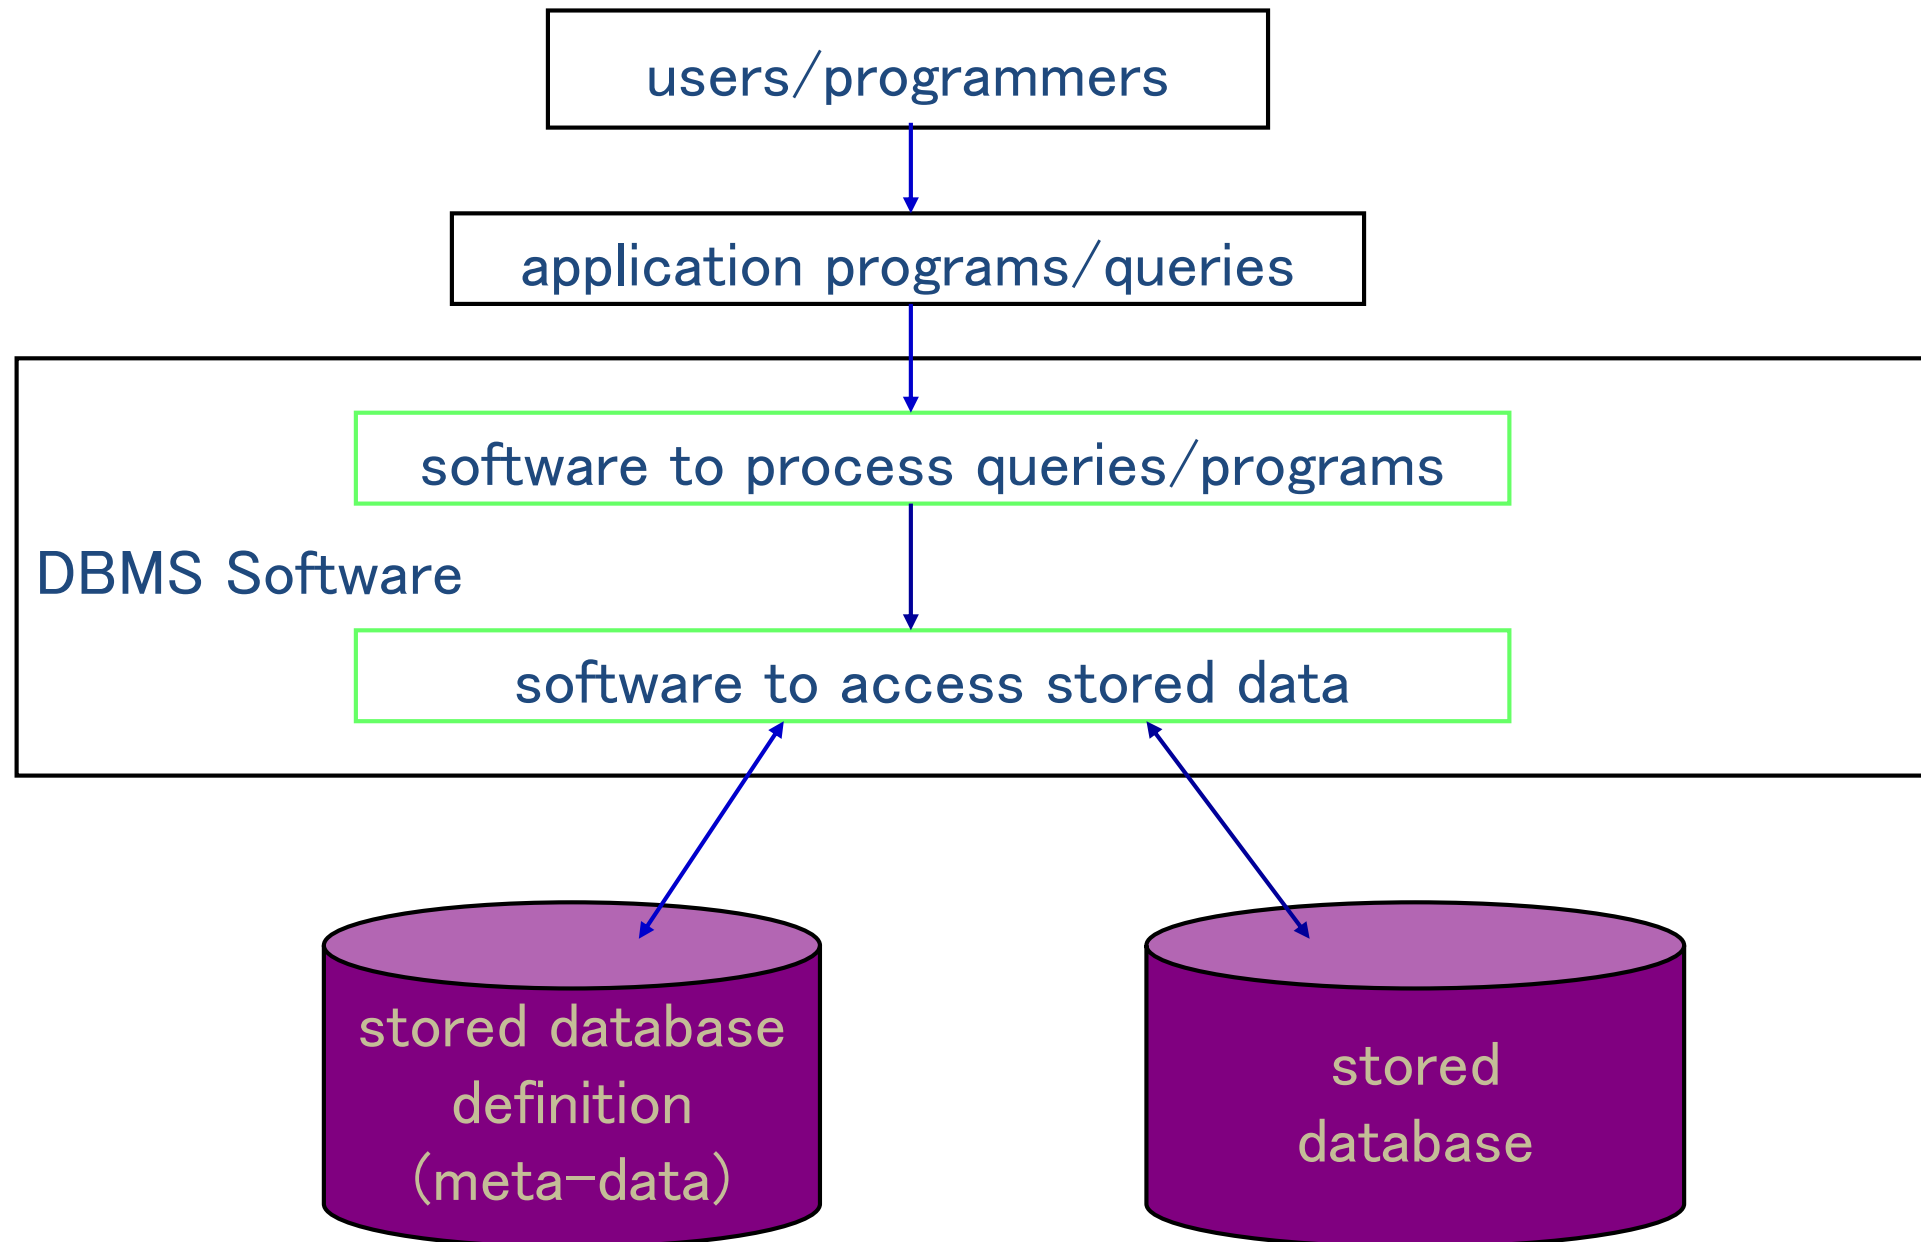 users/programmers
application programs/queries
software to process queries/programs
DBMS Software
software to access stored data
stored database
definition
(meta-data)
stored
database